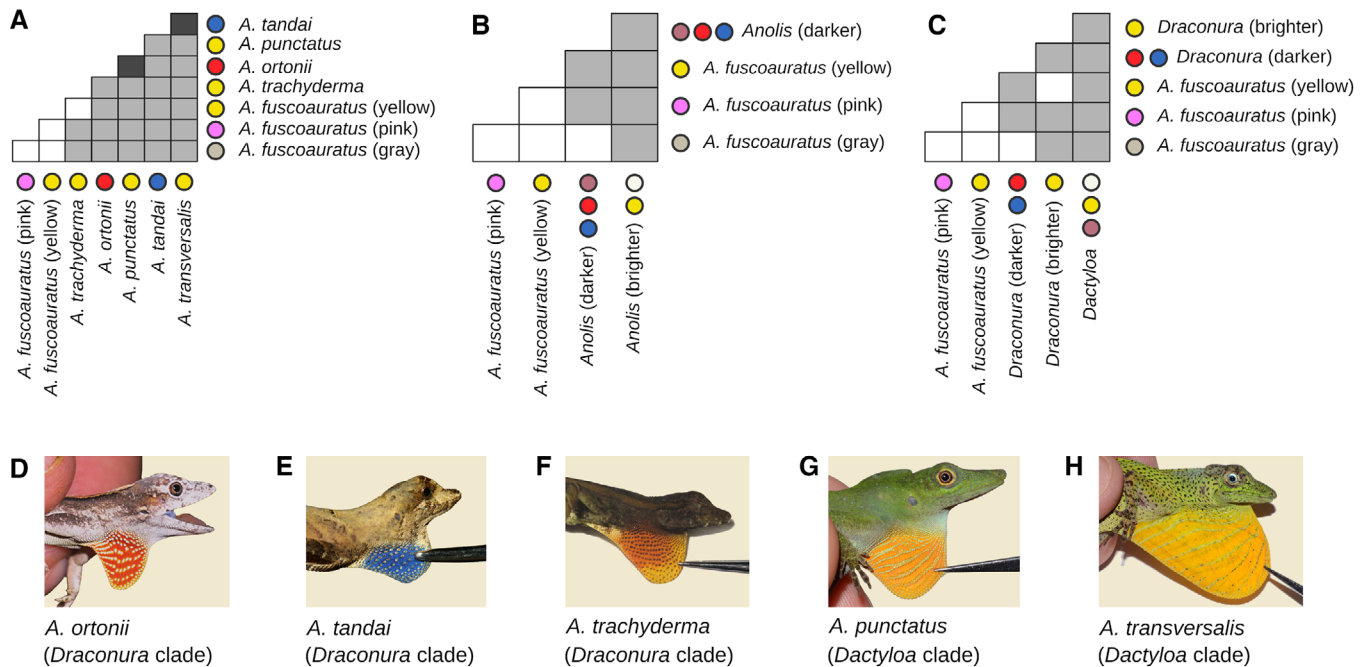 A
A. tandai
A. punctatus
A. ortonii
A. trachyderma
A. fuscoauratus (yellow)
A. fuscoauratus (pink)
A. fuscoauratus (gray)
A. fuscoauratus (pink)
A. fuscoauratus (yellow)
A. trachyderma
A. ortonii
A. punctatus
A. tandai
A. transversalis
B
Anolis (darker)
A. fuscoauratus (yellow)
A. fuscoauratus (pink)
A. fuscoauratus (gray)
A. fuscoauratus (pink)
A. fuscoauratus (yellow)
Anolis (darker)
Anolis (brighter)
C
Draconura (brighter)
Draconura (darker)
A. fuscoauratus (yellow)
A. fuscoauratus (pink)
A. fuscoauratus (gray)
A. fuscoauratus (pink)
A. fuscoauratus (yellow)
Draconura (darker)
Draconura (brighter)
Dactyloa
D
A. ortonii
(Draconura clade)
E
A. tandai
(Draconura clade)
F
A. trachyderma
(Draconura clade)
G
A. punctatus
(Dactyloa clade)
H
A. transversalis
(Dactyloa clade)